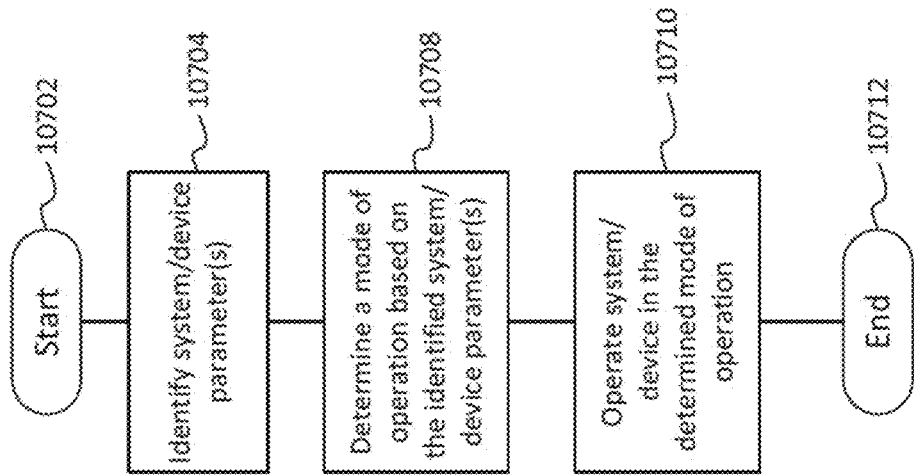 Start
10702
Identify system/device
parameter(s)
10704
Determine a mode of
operation based on
the identified system/
device parameter(s)
10708
Operate system/
device in the
determined mode of
operation
10710
End
10712